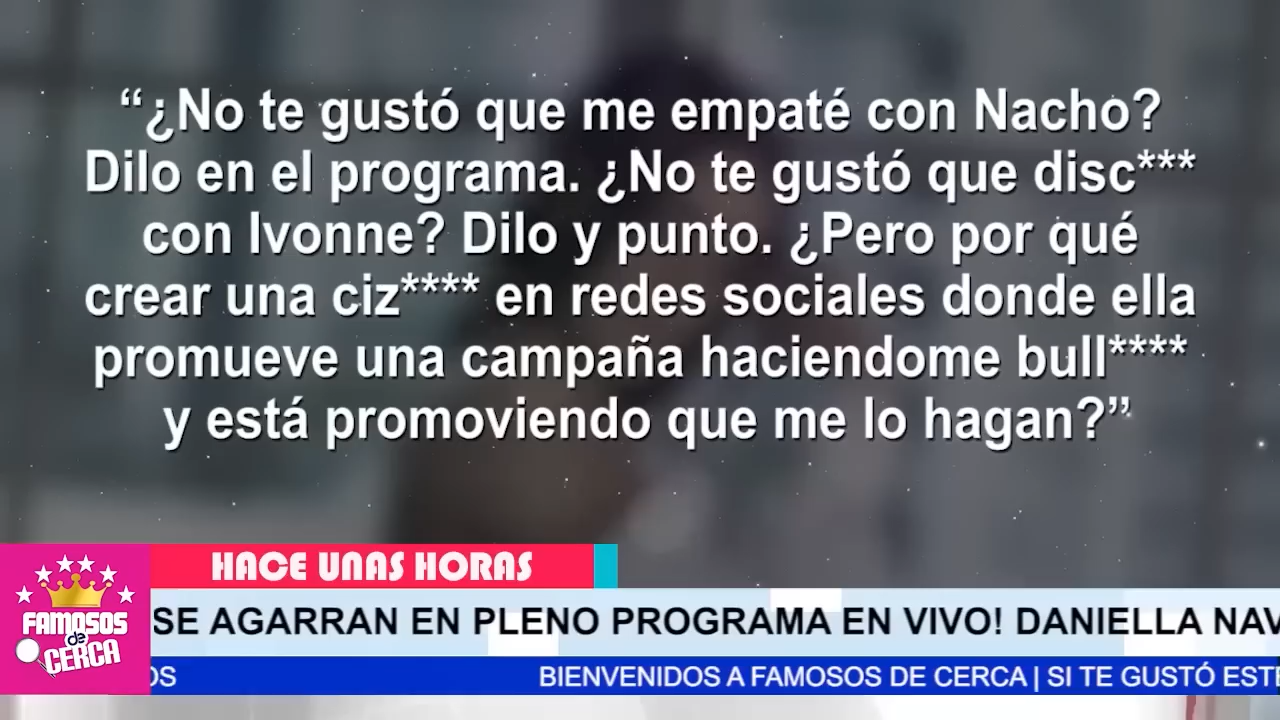 “¿No te gustó que me empaté con Nacho?
Dilo en el programa. ¿No te gustó que disc***
con Ivonne? Dilo y punto. ¿Pero por qué
crear una ciz**** en redes sociales donde ella
promueve una campaña haciendome bull****
y está promoviendo que me lo hagan?”
HACE UNAS HORAS
FAMOSOS
de
CERCA
SE AGARRAN EN PLENO PROGRAMA EN VIVO! DANIELLA NAV
OS BIENVENIDOS A FAMOSOS DE CERCA | SI TE GUSTÓ ESTE